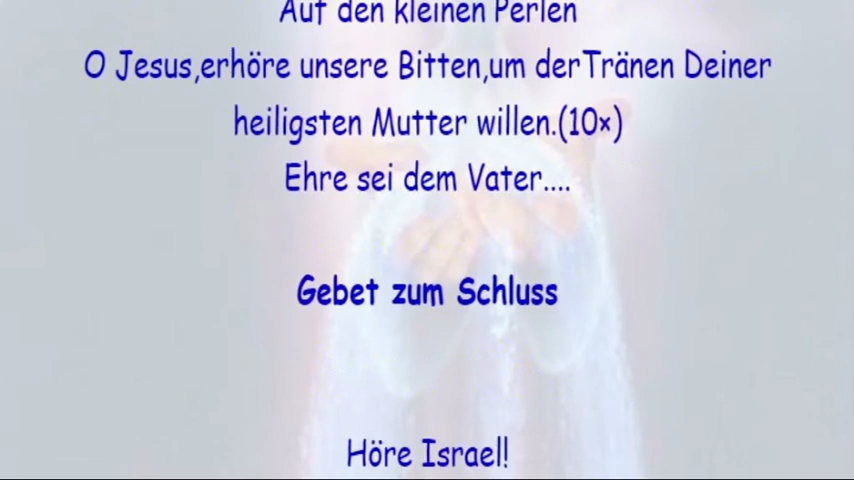 Auf den kleinen Perlen
O Jesus,erhöre unsere Bitten,um derTränen Deiner
heiligsten Mutter willen.(10×)
Ehre sei dem Vater....
Gebet zum Schluss
Höre Israel!